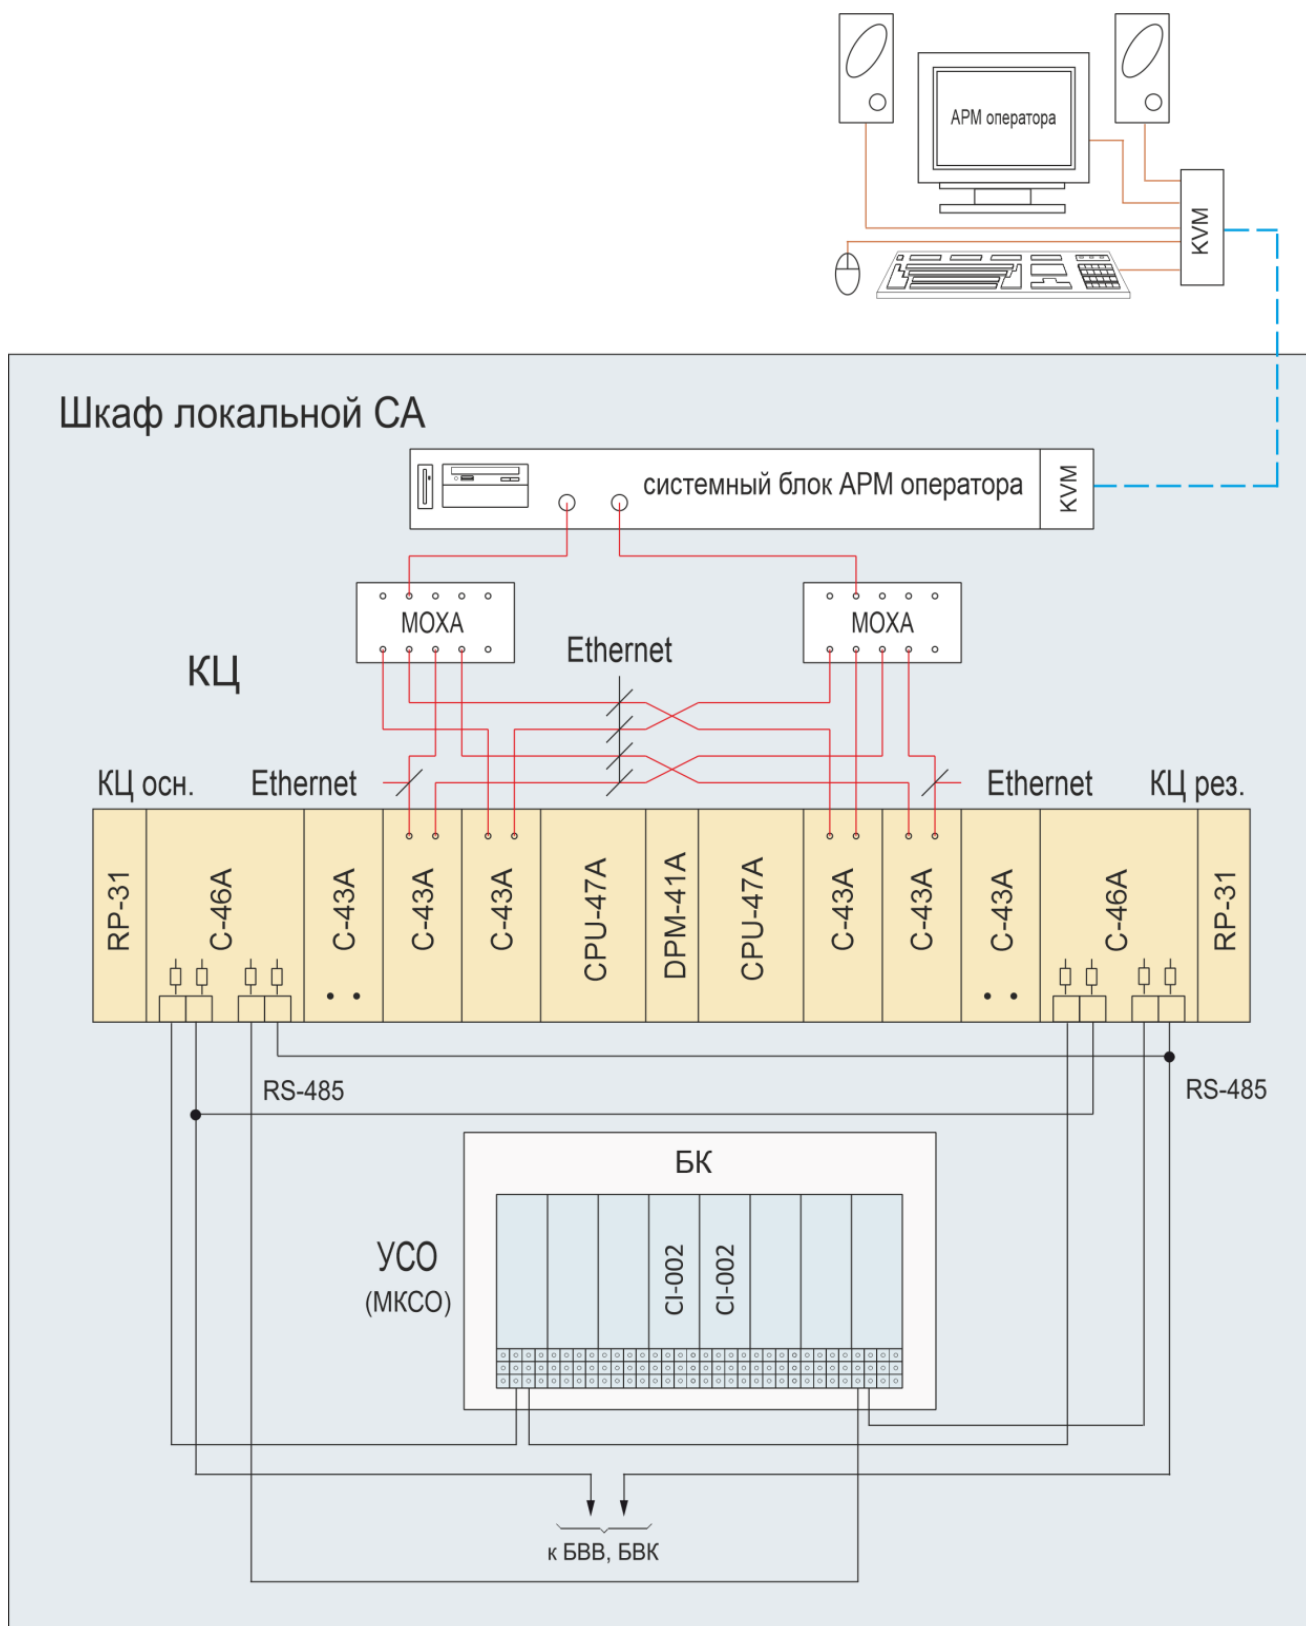 АРМ оператора
KVM
Шкаф локальной СА
системный блок АРМ оператора
KVM
MOXA
MOXA
Ethernet
КЦ
КЦ осн.
Ethernet
Ethernet
КЦ рез.
RP-31
C-46A
C-43A
C-43A
C-43A
CPU-47A
DPM-41A
CPU-47A
C-43A
C-43A
C-43A
C-46A
RP-31
RS-485
RS-485
БК
УСО
(МКСО)
CI-002
CI-002
к БВВ, БВК